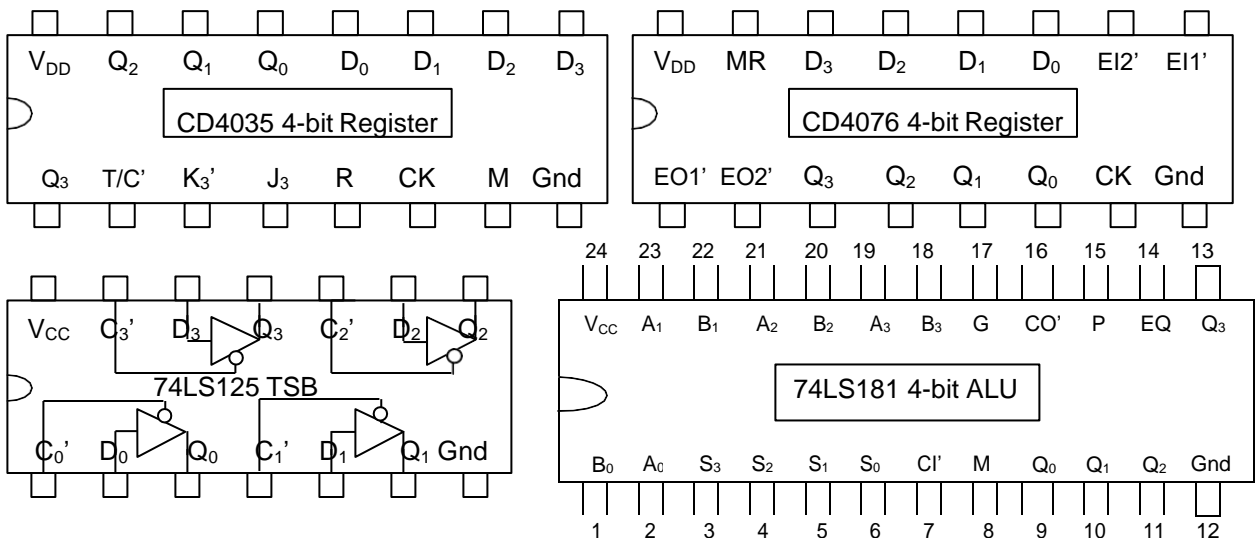 V_DD Q₂ Q₁ Q₀ D₀ D₁ D₂ D₃
CD4035 4-bit Register
Q₃ T/C’ K₃’ J₃ R CK M Gnd
V_DD MR D₃ D₂ D₁ D₀ EI2’ EI1’
CD4076 4-bit Register
EO1’ EO2’ Q₃ Q₂ Q₁ Q₀ CK Gnd
V_CC C₃’ D₃ Q₃ C₂’ D₂ Q₂
74LS125 TSB
C₀’ D₀ Q₀ C₁’ D₁ Q₁ Gnd
24 23 22 21 20 19 18 17 16 15 14 13
V_CC A₁ B₁ A₂ B₂ A₃ B₃ G CO’ P EQ Q₃
74LS181 4-bit ALU
B₀ A₀ S₃ S₂ S₁ S₀ CI’ M Q₀ Q₁ Q₂ Gnd
1 2 3 4 5 6 7 8 9 10 11 12